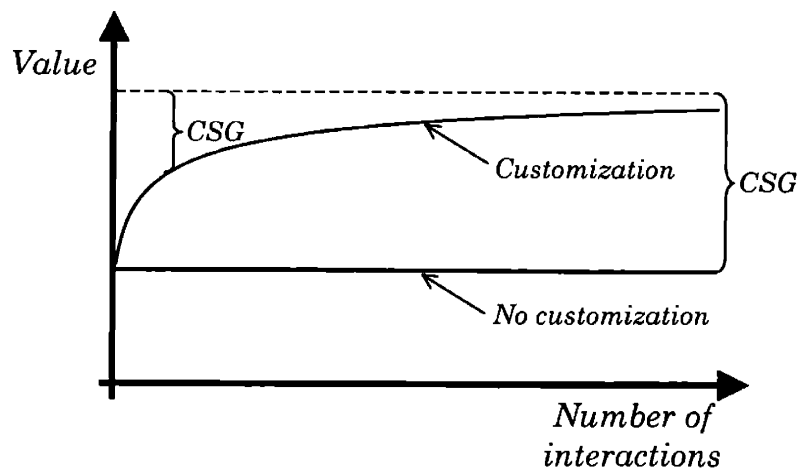 Value
CSG
Customization
CSG
No customization
Number of
interactions